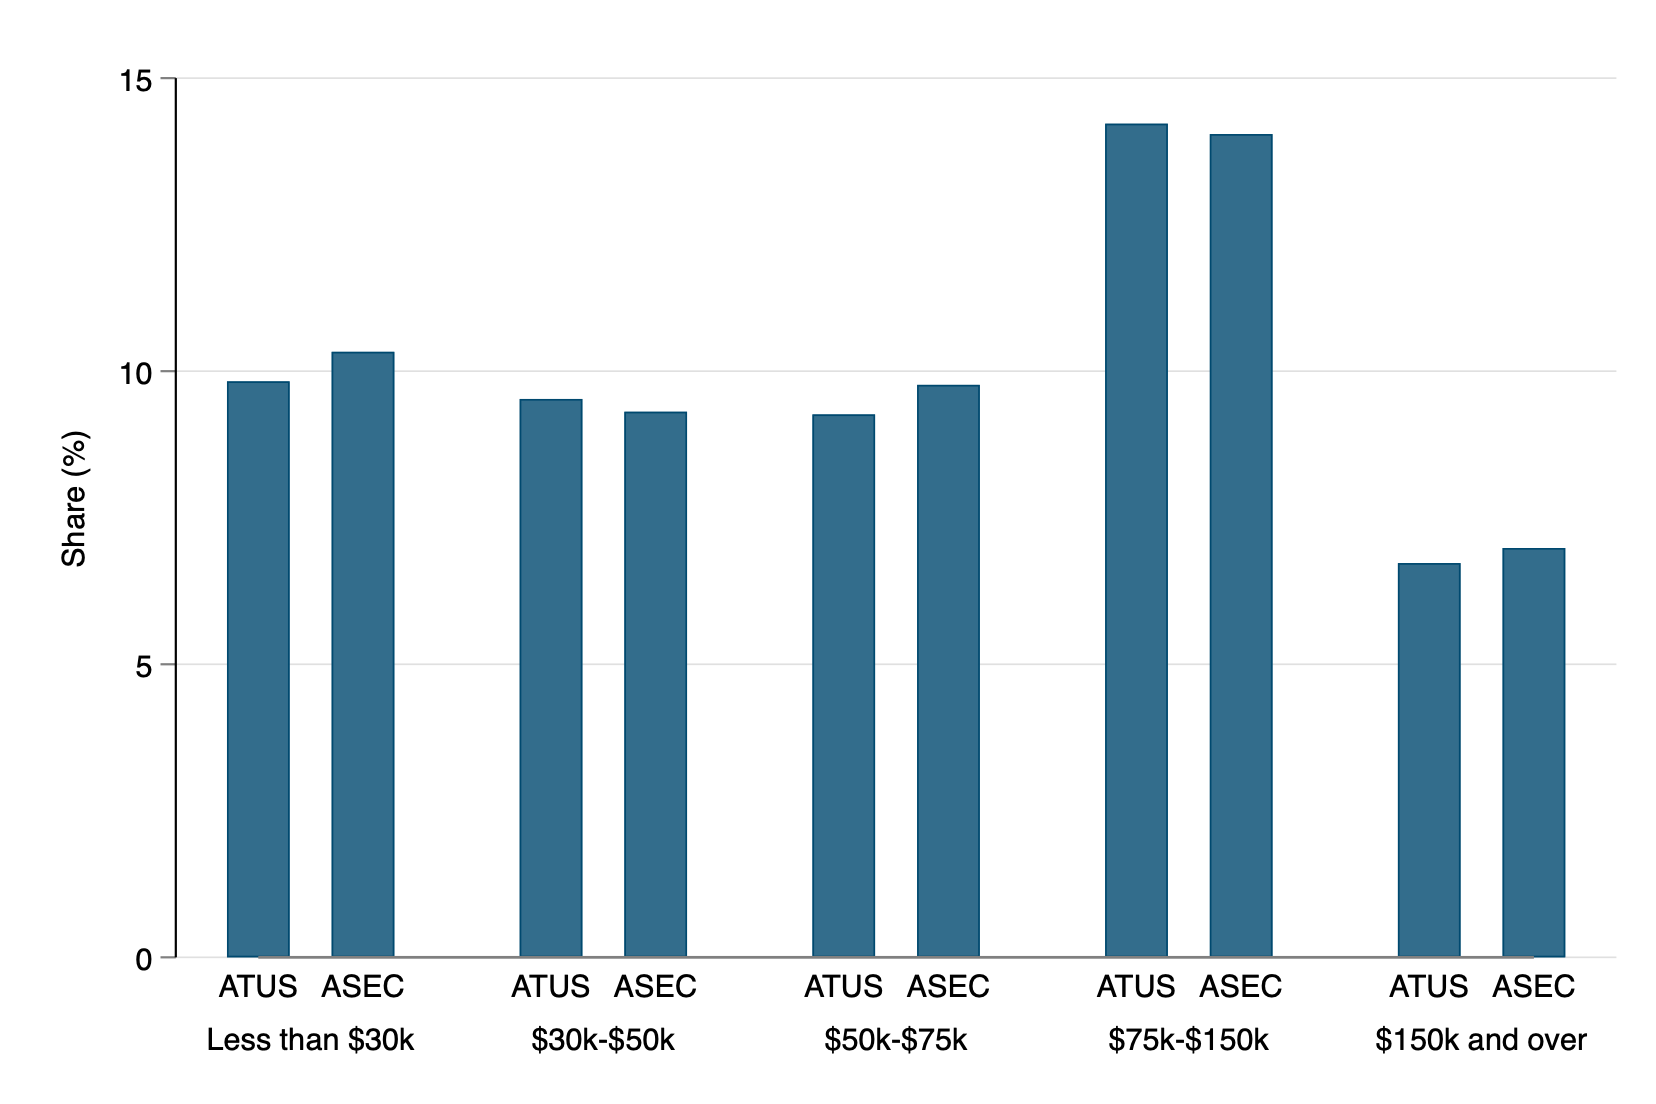 15
10
5
0
Share (%)
ATUS ASEC ATUS ASEC ATUS ASEC ATUS ASEC ATUS ASEC
Less than $30k $30k-$50k $50k-$75k $75k-$150k $150k and over